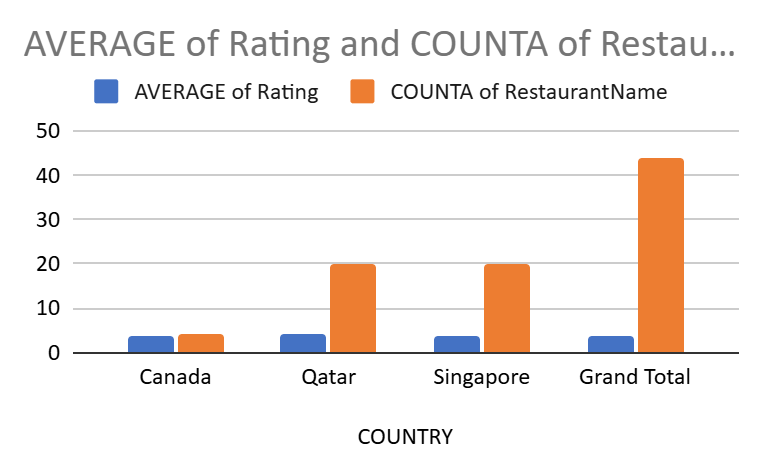 AVERAGE of Rating and COUNTA of Restau...
AVERAGE of Rating COUNTA of RestaurantName
50
40
30
20
10
0
Canada Qatar Singapore Grand Total
COUNTRY